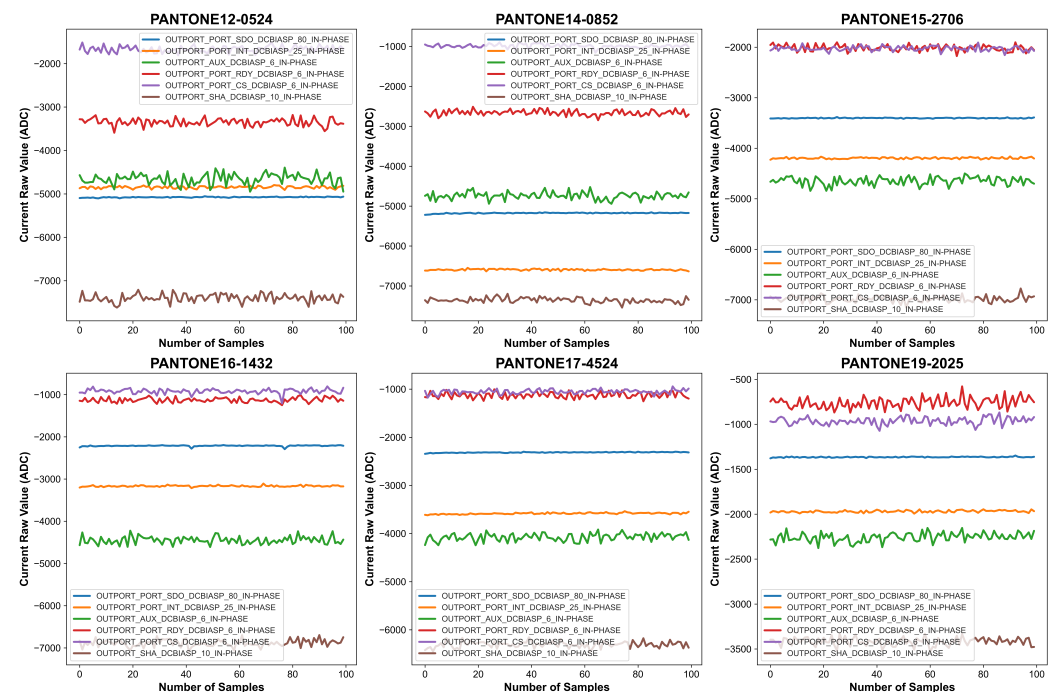 PANTONE12-0524
Current Raw Value (ADC)
−2000
−3000
−4000
−5000
−6000
−7000
OUTPORT_PORT_SDO_DCBIASP_80_IN-PHASE
OUTPORT_PORT_INT_DCBIASP_25_IN-PHASE
OUTPORT_AUX_DCBIASP_6_IN-PHASE
OUTPORT_PORT_RDY_DCBIASP_6_IN-PHASE
OUTPORT_PORT_CS_DCBIASP_6_IN-PHASE
OUTPORT_SHA_DCBIASP_10_IN-PHASE
0 20 40 60 80 100
Number of Samples
PANTONE14-0852
Current Raw Value (ADC)
−1000
−2000
−3000
−4000
−5000
−6000
−7000
OUTPORT_PORT_SDO_DCBIASP_80_IN-PHASE
OUTPORT_PORT_INT_DCBIASP_25_IN-PHASE
OUTPORT_AUX_DCBIASP_6_IN-PHASE
OUTPORT_PORT_RDY_DCBIASP_6_IN-PHASE
OUTPORT_PORT_CS_DCBIASP_6_IN-PHASE
OUTPORT_SHA_DCBIASP_10_IN-PHASE
0 20 40 60 80 100
Number of Samples
PANTONE15-2706
Current Raw Value (ADC)
−2000
−3000
−4000
−5000
−6000
−7000
OUTPORT_PORT_SDO_DCBIASP_80_IN-PHASE
OUTPORT_PORT_INT_DCBIASP_25_IN-PHASE
OUTPORT_AUX_DCBIASP_6_IN-PHASE
OUTPORT_PORT_RDY_DCBIASP_6_IN-PHASE
OUTPORT_PORT_CS_DCBIASP_6_IN-PHASE
OUTPORT_SHA_DCBIASP_10_IN-PHASE
0 20 40 60 80 100
Number of Samples
PANTONE16-1432
Current Raw Value (ADC)
−1000
−2000
−3000
−4000
−5000
−6000
−7000
OUTPORT_PORT_SDO_DCBIASP_80_IN-PHASE
OUTPORT_PORT_INT_DCBIASP_25_IN-PHASE
OUTPORT_AUX_DCBIASP_6_IN-PHASE
OUTPORT_PORT_RDY_DCBIASP_6_IN-PHASE
OUTPORT_PORT_CS_DCBIASP_6_IN-PHASE
OUTPORT_SHA_DCBIASP_10_IN-PHASE
0 20 40 60 80 100
Number of Samples
PANTONE17-4524
Current Raw Value (ADC)
−1000
−2000
−3000
−4000
−5000
−6000
OUTPORT_PORT_SDO_DCBIASP_80_IN-PHASE
OUTPORT_PORT_INT_DCBIASP_25_IN-PHASE
OUTPORT_AUX_DCBIASP_6_IN-PHASE
OUTPORT_PORT_RDY_DCBIASP_6_IN-PHASE
OUTPORT_PORT_CS_DCBIASP_6_IN-PHASE
OUTPORT_SHA_DCBIASP_10_IN-PHASE
0 20 40 60 80 100
Number of Samples
PANTONE19-2025
Current Raw Value (ADC)
−500
−1000
−1500
−2000
−2500
−3000
−3500
OUTPORT_PORT_SDO_DCBIASP_80_IN-PHASE
OUTPORT_PORT_INT_DCBIASP_25_IN-PHASE
OUTPORT_AUX_DCBIASP_6_IN-PHASE
OUTPORT_PORT_RDY_DCBIASP_6_IN-PHASE
OUTPORT_PORT_CS_DCBIASP_6_IN-PHASE
OUTPORT_SHA_DCBIASP_10_IN-PHASE
0 20 40 60 80 100
Number of Samples